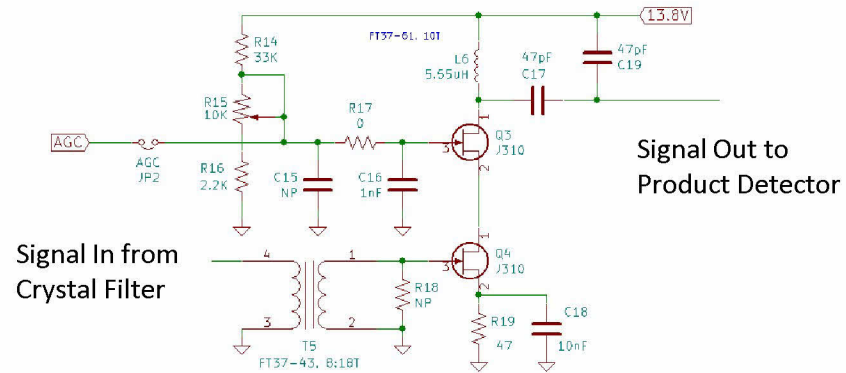 13.8V
FT37-61, 10T
R14
33K
L6
5.55uH
47pF
C17
47pF
C19
R15
10K
R17
0
1
Q3
J310
3
2
AGC
AGC
JP2
R16
2.2K
C15
NP
C16
1nF
Signal Out to
Product Detector
Signal In from
Crystal Filter
4
1
3
2
T5
FT37-43, 8:18T
R18
NP
1
Q4
J310
3
2
R19
47
C18
10nF